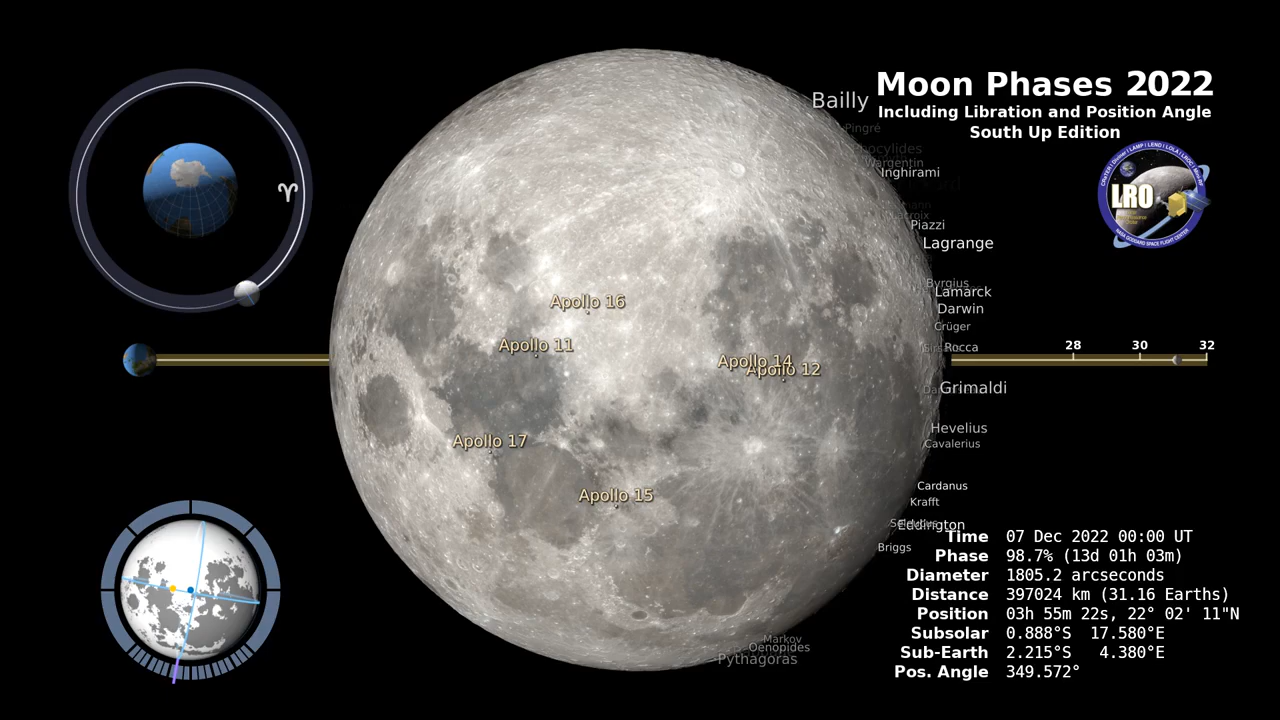 Moon Phases 2022
Including Libration and Position Angle
South Up Edition
LRO
Bailly
Pingré
Wargentin
Inghirami
Piazzi
Lagrange
Byrgius
Lamarck
Darwin
Crüger
Rocca
Grimaldi
Hevelius
Cavalerius
Cardanus
Krafft
Eddington
Briggs
Markov
Oenopides
Pythagoras
♈
Apollo 16
Apollo 11
Apollo 14
Apollo 12
Apollo 17
Apollo 15
28 30 32
Time 07 Dec 2022 00:00 UT
Phase 98.7% (13d 01h 03m)
Diameter 1805.2 arcseconds
Distance 397024 km (31.16 Earths)
Position 03h 55m 22s, 22° 02' 11"N
Subsolar 0.888°S 17.580°E
Sub-Earth 2.215°S 4.380°E
Pos. Angle 349.572°